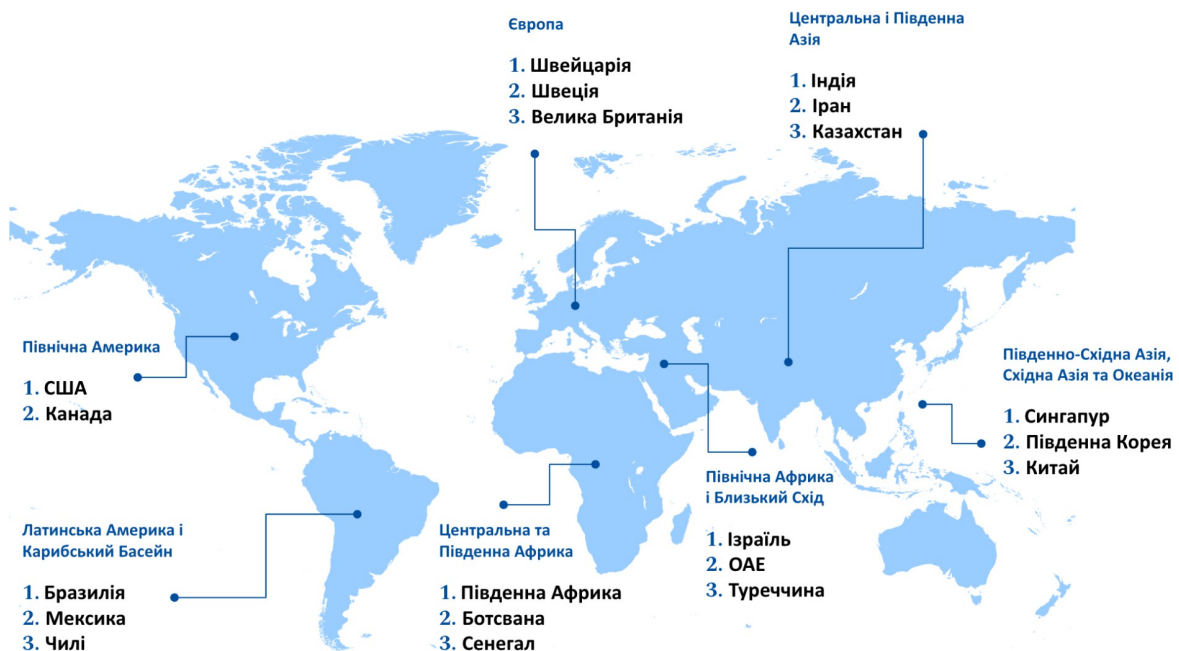 Європа
1. Швейцарія
2. Швеція
3. Велика Британія
Центральна і Південна
Азія
1. Індія
2. Іран
3. Казахстан
Північна Америка
1. США
2. Канада
Південно-Східна Азія,
Східна Азія та Океанія
1. Сингапур
2. Південна Корея
3. Китай
Латинська Америка і
Карибський Басейн
1. Бразилія
2. Мексика
3. Чилі
Центральна та
Південна Африка
1. Південна Африка
2. Ботсвана
3. Сенегал
Північна Африка
і Близький Схід
1. Ізраїль
2. ОАЕ
3. Туреччина